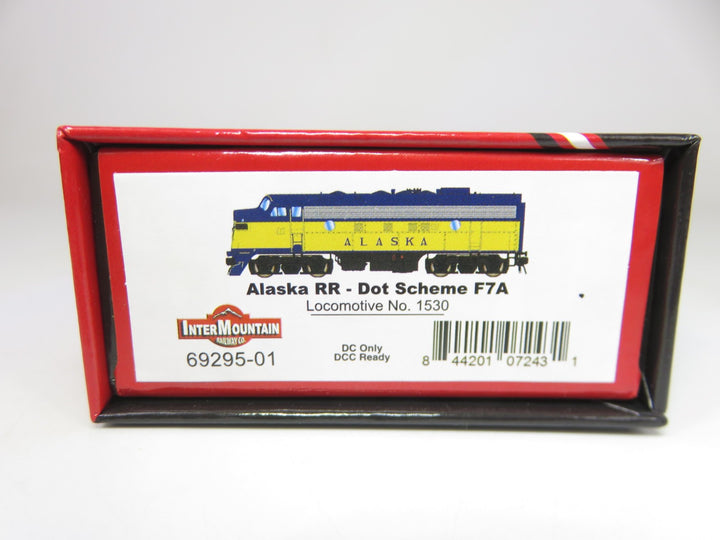 ALASKA
Alaska RR - Dot Scheme F7A
Locomotive No. 1530
INTERMOUNTAIN
RAILWAY CO.
69295-01
DC Only
DCC Ready
8 44201 07243 1